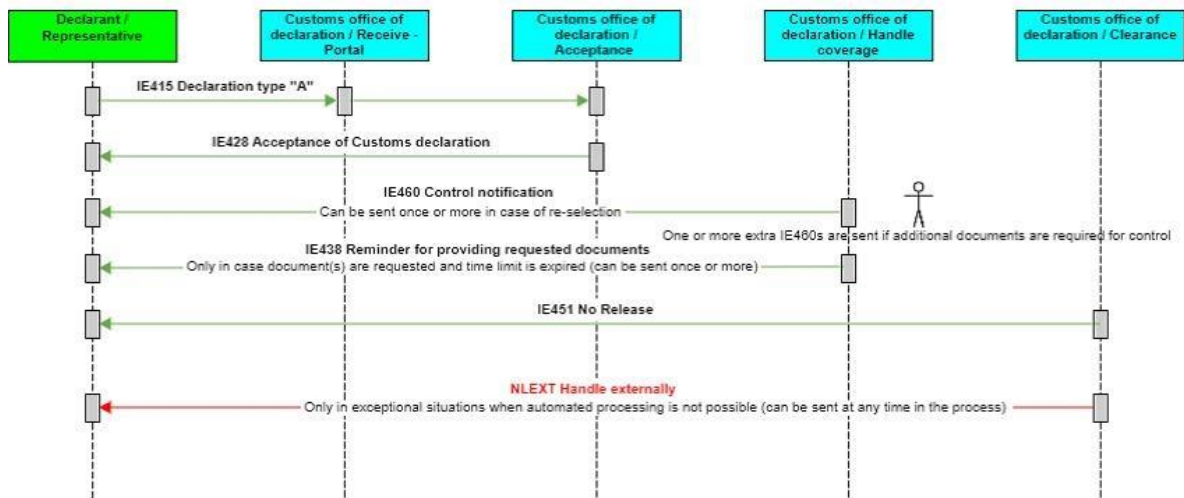 Declarant /
Representative
Customs office of
declaration / Receive -
Portal
Customs office of
declaration /
Acceptance
Customs office of
declaration / Handle
coverage
Customs office of
declaration / Clearance
IE415 Declaration type "A"
IE428 Acceptance of Customs declaration
IE460 Control notification
Can be sent once or more in case of re-selection
One or more extra IE460s are sent if additional documents are required for control
IE438 Reminder for providing requested documents
Only in case document(s) are requested and time limit is expired (can be sent once or more)
IE451 No Release
NLEXT Handle externally
Only in exceptional situations when automated processing is not possible (can be sent at any time in the process)